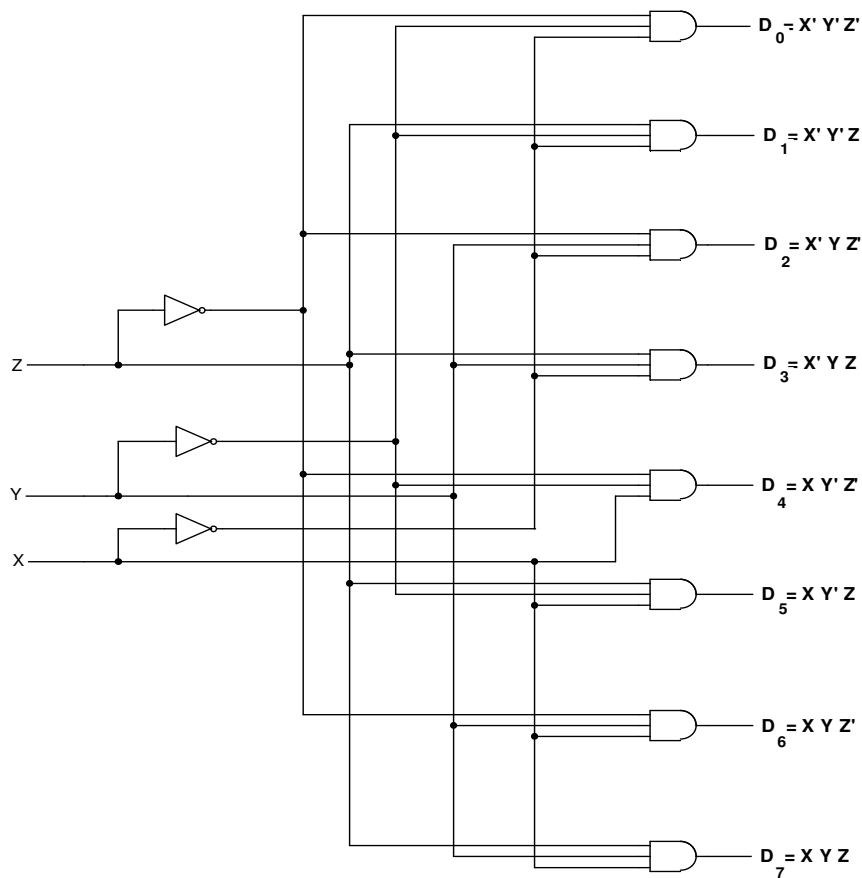 D₀ = X' Y' Z'
D₁ = X' Y' Z
D₂ = X' Y Z'
Z
D₃ = X' Y Z
Y
D₄ = X Y' Z'
X
D₅ = X Y' Z
D₆ = X Y Z'
D₇ = X Y Z